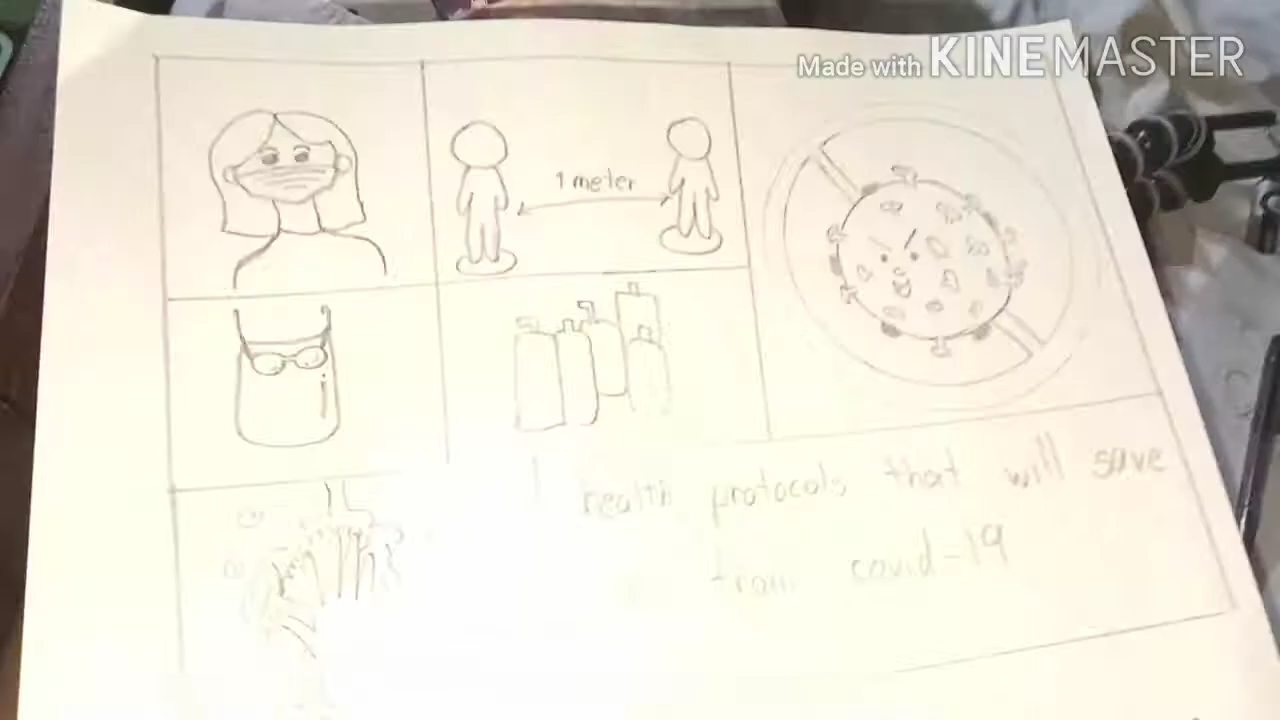 Made with KINEMASTER
1 meter
health protocols that will save
from covid-19